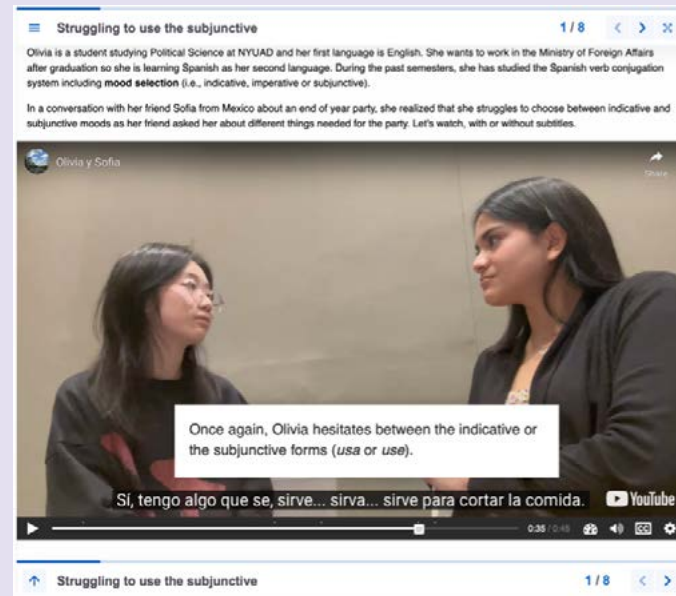 Struggling to use the subjunctive
1 / 8
Olivia is a student studying Political Science at NYUAD and her first language is English. She wants to work in the Ministry of Foreign Affairs
after graduation so she is learning Spanish as her second language. During the past semesters, she has studied the Spanish verb conjugation
system including mood selection (i.e., indicative, imperative or subjunctive).
In a conversation with her friend Sofia from Mexico about an end of year party, she realized that she struggles to choose between indicative and
subjunctive moods as her friend asked her about different things needed for the party. Let's watch, with or without subtitles.
Olivia y Sofia
Share
Once again, Olivia hesitates between the indicative or
the subjunctive forms (usa or use).
Sí, tengo algo que se, sirve... sirva... sirve para cortar la comida.
YouTube
0:35 / 0:45
CC
Struggling to use the subjunctive
1 / 8